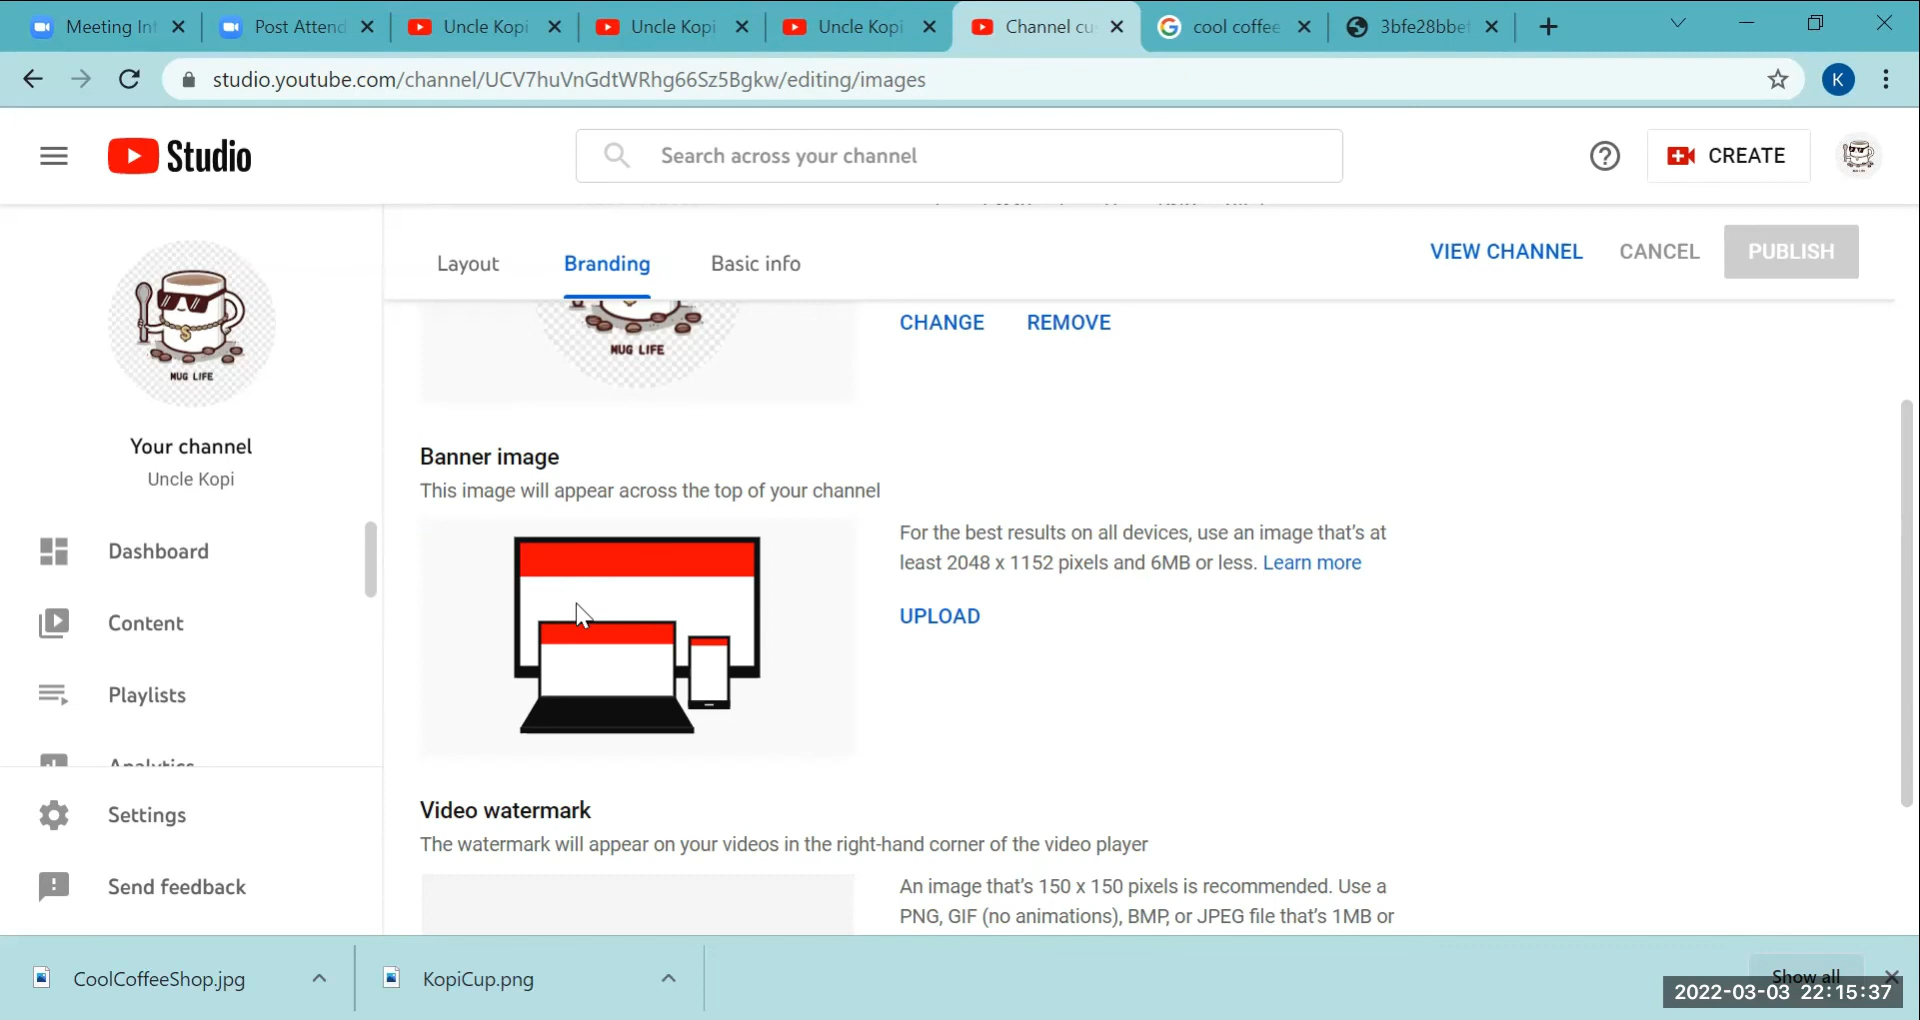 Meeting In
Post Attend
Uncle Kopi
Uncle Kopi
Uncle Kopi
Channel cu
cool coffee
3bfe28bbef
studio.youtube.com/channel/UCV7huVnGdtWRhg66Sz5Bgkw/editing/images
K
Studio
Search across your channel
CREATE
MUG LIFE
Your channel
Uncle Kopi
Dashboard
Content
Playlists
Analytics
Settings
Send feedback
Layout
Branding
Basic info
VIEW CHANNEL
CANCEL
PUBLISH
MUG LIFE
CHANGE
REMOVE
Banner image
This image will appear across the top of your channel
For the best results on all devices, use an image that's at
least 2048 x 1152 pixels and 6MB or less. Learn more
UPLOAD
Video watermark
The watermark will appear on your videos in the right-hand corner of the video player
An image that's 150 x 150 pixels is recommended. Use a
PNG, GIF (no animations), BMP, or JPEG file that's 1MB or
CoolCoffeeShop.jpg
KopiCup.png
Show all
2022-03-03 22:15:37